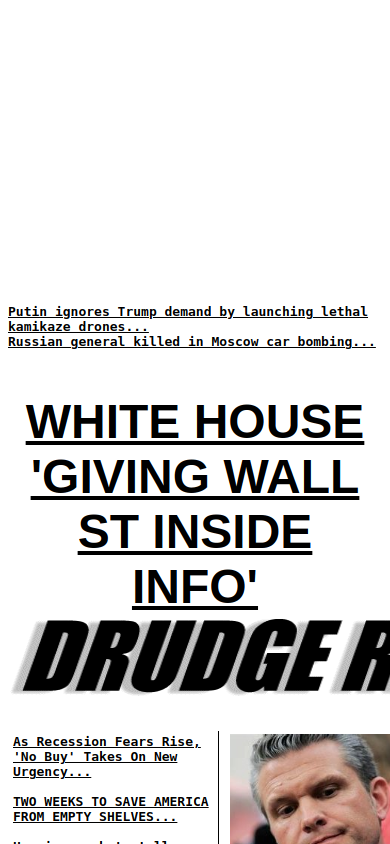 Putin ignores Trump demand by launching lethal
kamikaze drones...
Russian general killed in Moscow car bombing...
WHITE HOUSE
'GIVING WALL
ST INSIDE
INFO'
DRUDGE R
As Recession Fears Rise,
'No Buy' Takes On New
Urgency...
TWO WEEKS TO SAVE AMERICA
FROM EMPTY SHELVES...